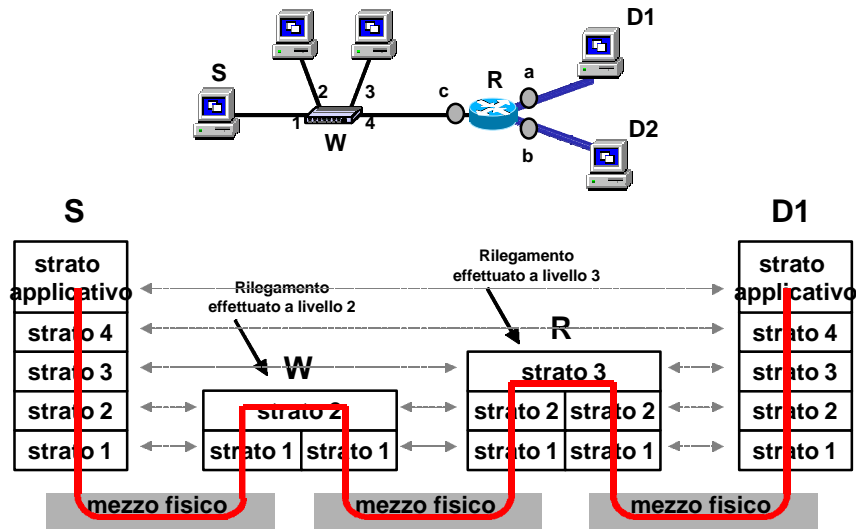 D1
S
2
3
c
R
a
1
W
4
b
D2
S
D1
strato
applicativo
Rilegamento
effettuato a livello 2
Rilegamento
effettuato a livello 3
strato
applicativo
strato 4
R
strato 4
strato 3
W
strato 3
strato 3
strato 2
strato 2
strato 2
strato 2
strato 2
strato 1
strato 1
strato 1
strato 1
strato 1
strato 1
mezzo fisico
mezzo fisico
mezzo fisico